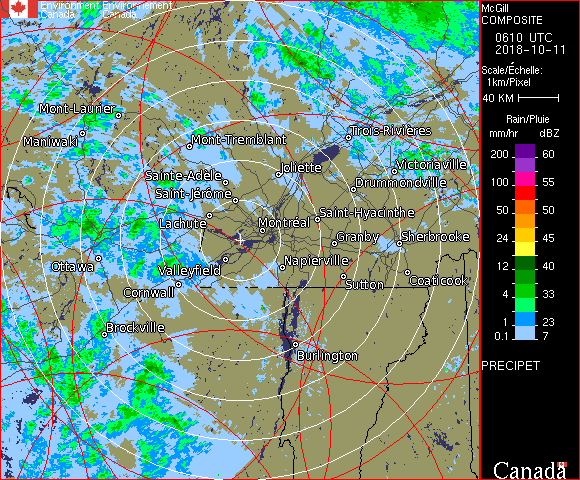 Environment Environnement
Canada Canada
McGill
COMPOSITE
0610 UTC
2018-10-11
Scale/Échelle:
1km/Pixel
40 KM
Rain/Pluie
mm/hr dBZ
200 60
100 55
50 50
24 45
12 40
4 33
1 23
0.1 7
PRECIPET
Canada
Mont-Laurier
Maniwaki
Mont-Tremblant
Trois-Rivières
Sainte-Adèle
Joliette
Victoriaville
Saint-Jérôme
Drummondville
Lachute
Montréal
Saint-Hyacinthe
Granby
Sherbrooke
Ottawa
Valleyfield
Napierville
Cornwall
Sutton
Coaticook
Brockville
Burlington